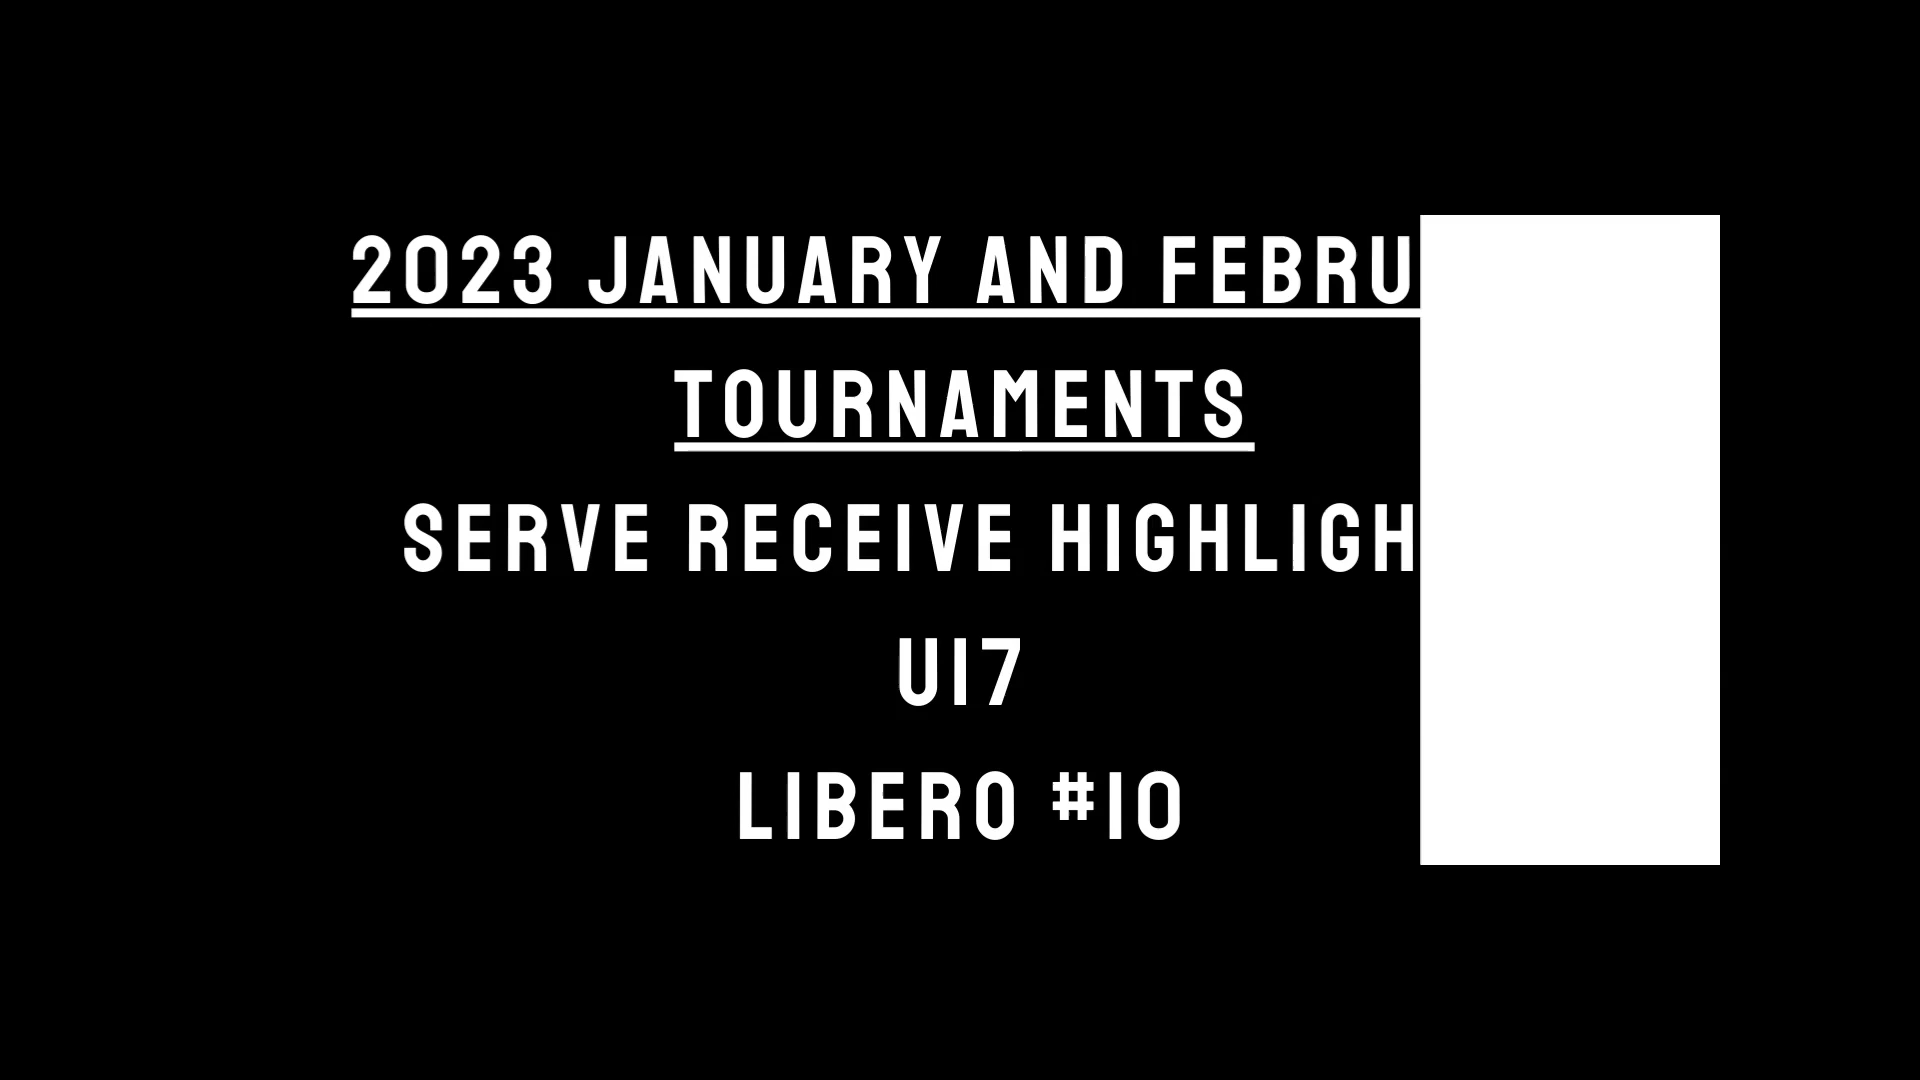 2023 JANUARY AND FEBRU
TOURNAMENTS
SERVE RECEIVE HIGHLIGH
U17
LIBERO #10